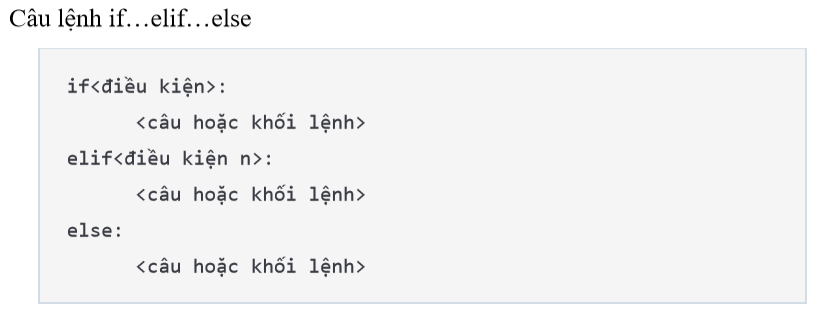 Câu lệnh if…elif…else
if<điều kiện>:
<câu hoặc khối lệnh>
elif<điều kiện n>:
<câu hoặc khối lệnh>
else:
<câu hoặc khối lệnh>